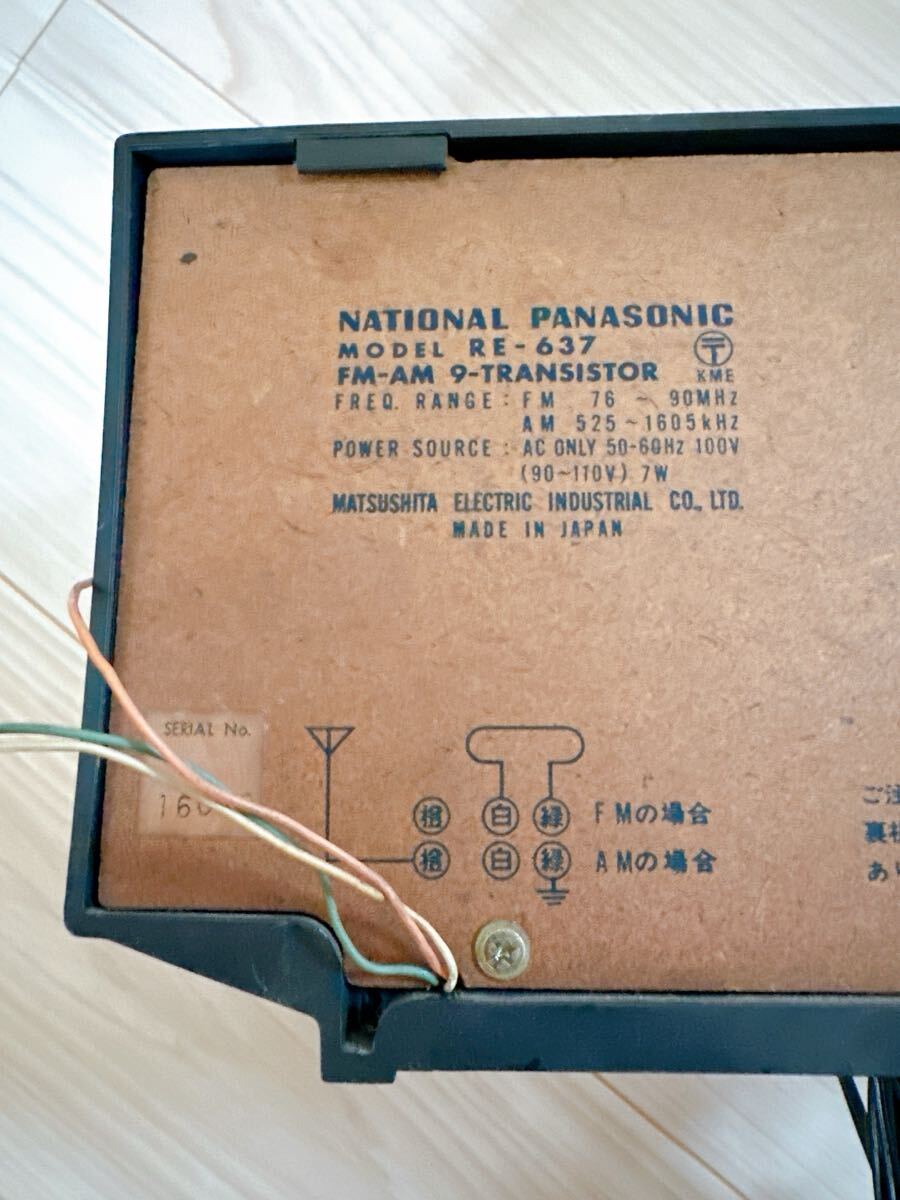 NATIONAL PANASONIC
MODEL RE-637
〒
KME
FM-AM 9-TRANSISTOR
FREQ. RANGE : FM 76 ~ 90MHz
AM 525~1605kHz
POWER SOURCE : AC ONLY 50-60Hz 100V
(90~110V) 7W
MATSUSHITA ELECTRIC INDUSTRIAL CO., LTD.
MADE IN JAPAN
SERIAL No.
橙 白 緑 FMの場合
橙 白 緑 AMの場合
ご注
裏
あ